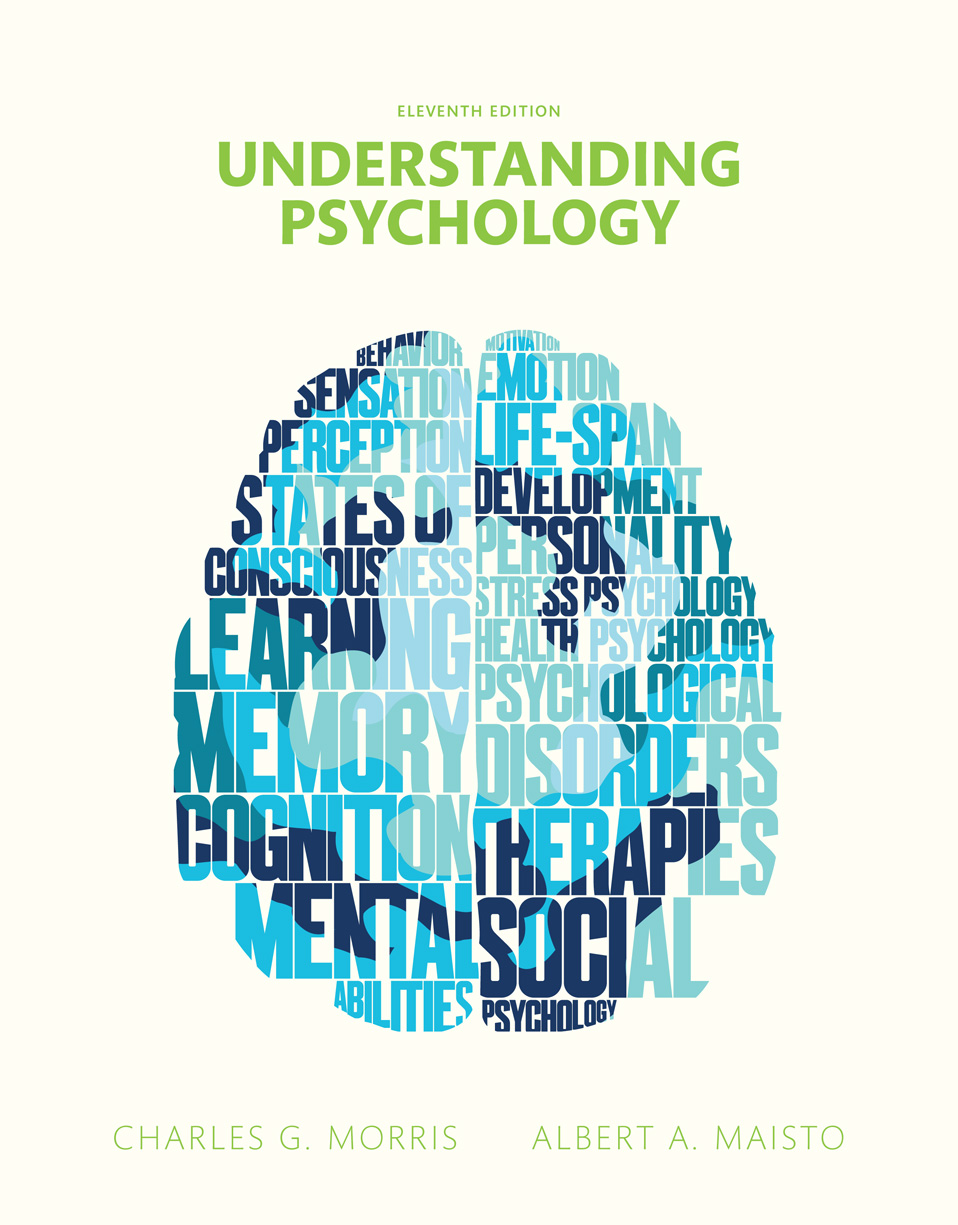 ELEVENTH EDITION
UNDERSTANDING
PSYCHOLOGY
BEHAVIOR
SENSATION
PERCEPTION
STATES OF
CONSCIOUSNESS
LEARNING
MEMORY
COGNITION
MENTAL
ABILITIES
MOTIVATION
EMOTION
LIFE-SPAN
DEVELOPMENT
PERSONALITY
STRESS PSYCHOLOGY
HEALTH PSYCHOLOGY
PSYCHOLOGICAL
DISORDERS
THERAPIES
SOCIAL
PSYCHOLOGY
CHARLES G. MORRIS
ALBERT A. MAISTO